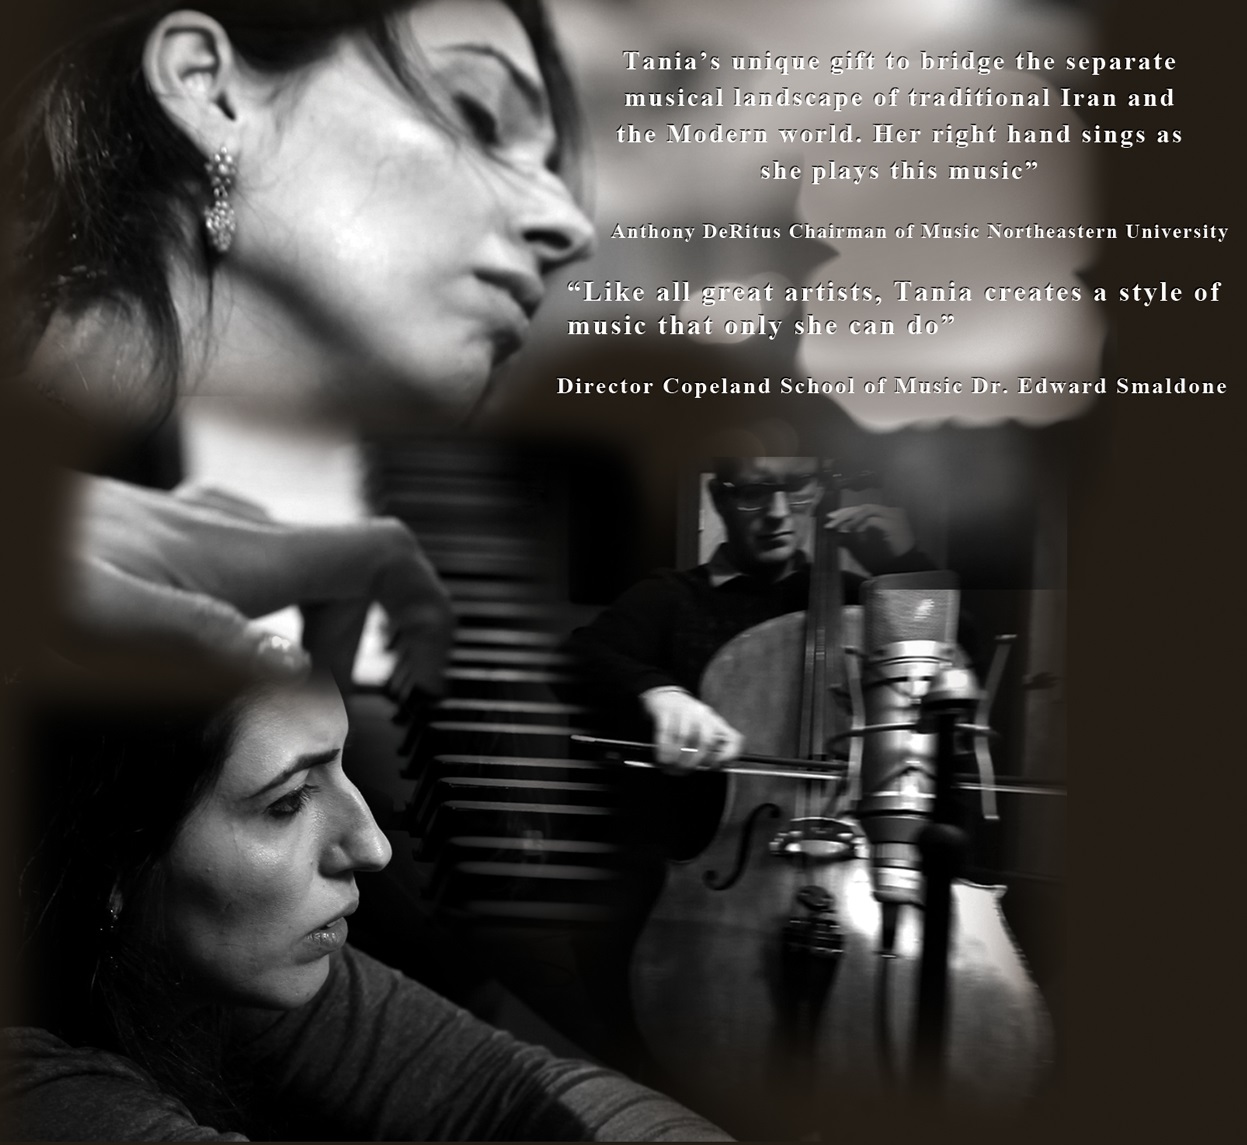 Tania’s unique gift to bridge the separate
musical landscape of traditional Iran and
the Modern world. Her right hand sings as
she plays this music”
Anthony DeRitus Chairman of Music Northeastern University
“Like all great artists, Tania creates a style of
music that only she can do”
Director Copeland School of Music Dr. Edward Smaldone